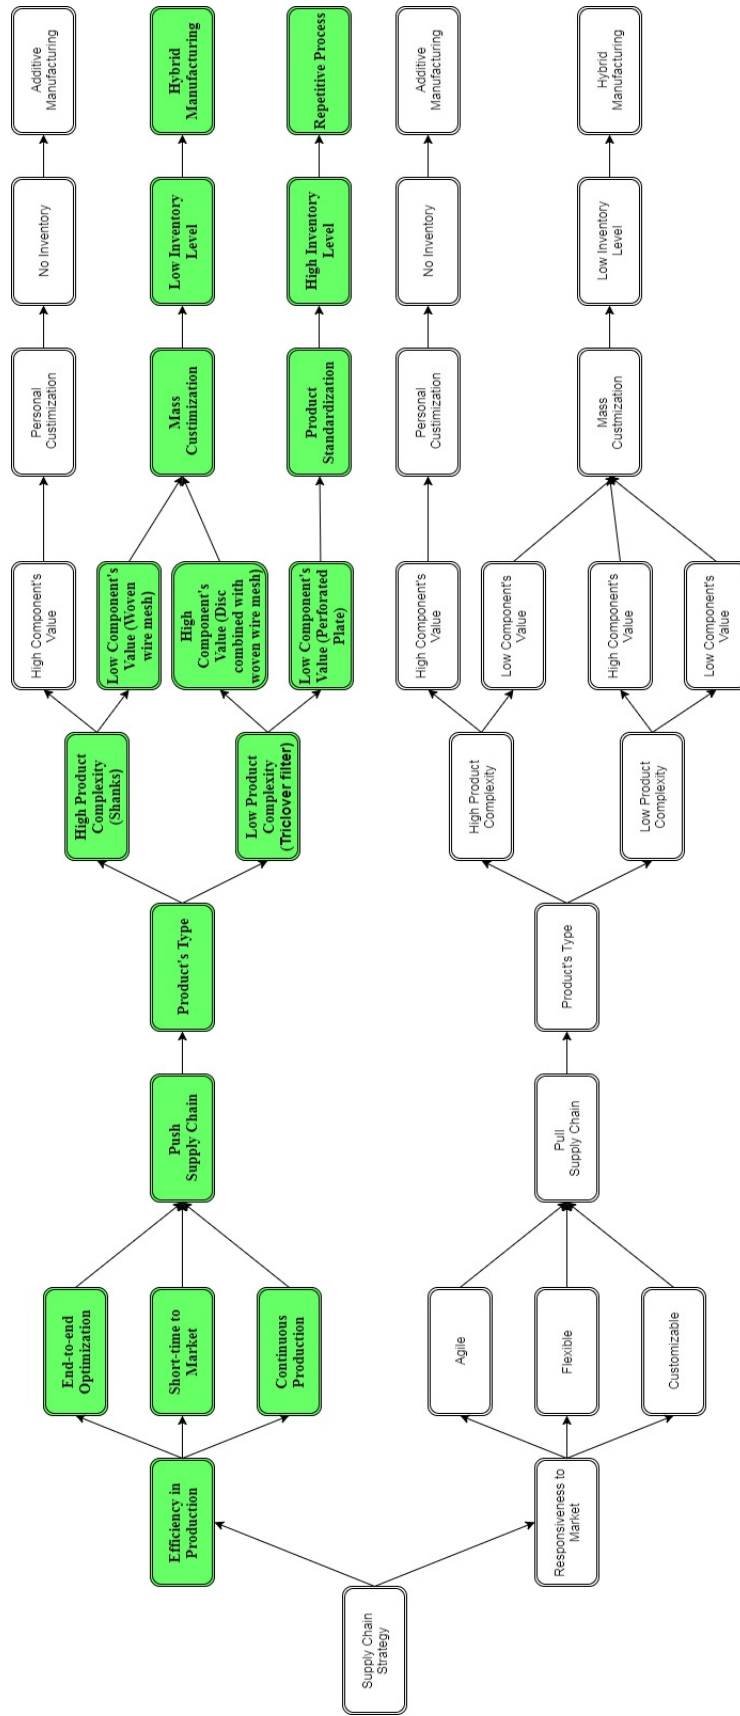 Supply Chain
Strategy
Efficiency in
Production
Responsiveness to
Market
End-to-end
Optimization
Short-time to
Market
Continuous
Production
Agile
Flexible
Customizable
Push
Supply Chain
Pull
Supply Chain
Product's Type
Product's Type
High Product
Complexity
(Shanks)
Low Product
Complexity
(Triclover filter)
High Product
Complexity
Low Product
Complexity
High Component's
Value
Low Component's
Value (Woven
wire mesh)
High
Component's
Value (Disc
combined with
woven wire mesh)
Low Component's
Value (Perforated
Plate)
High Component's
Value
Low Component's
Value
High Component's
Value
Low Component's
Value
Personal
Custimization
Mass
Custimization
Product
Standardization
Personal
Custimization
Mass
Custmization
No Inventory
Low Inventory
Level
High Inventory
Level
No Inventory
Low Inventory
Level
Additive
Manufacturing
Hybrid
Manufacturing
Repetitive Process
Additive
Manufacturing
Hybrid
Manufacturing